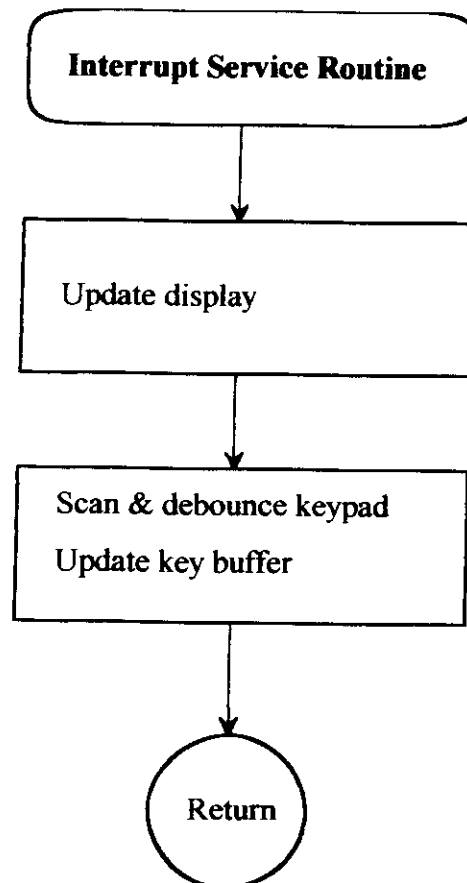 Interrupt Service Routine
Update display
Scan & debounce keypad
Update key buffer
Return